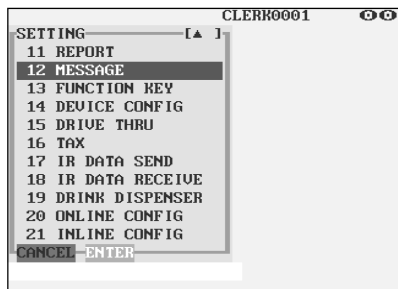 CLERK0001
SETTING [▲ ]
11 REPORT
12 MESSAGE
13 FUNCTION KEY
14 DEVICE CONFIG
15 DRIVE THRU
16 TAX
17 IR DATA SEND
18 IR DATA RECEIVE
19 DRINK DISPENSER
20 ONLINE CONFIG
21 INLINE CONFIG
CANCEL ENTER